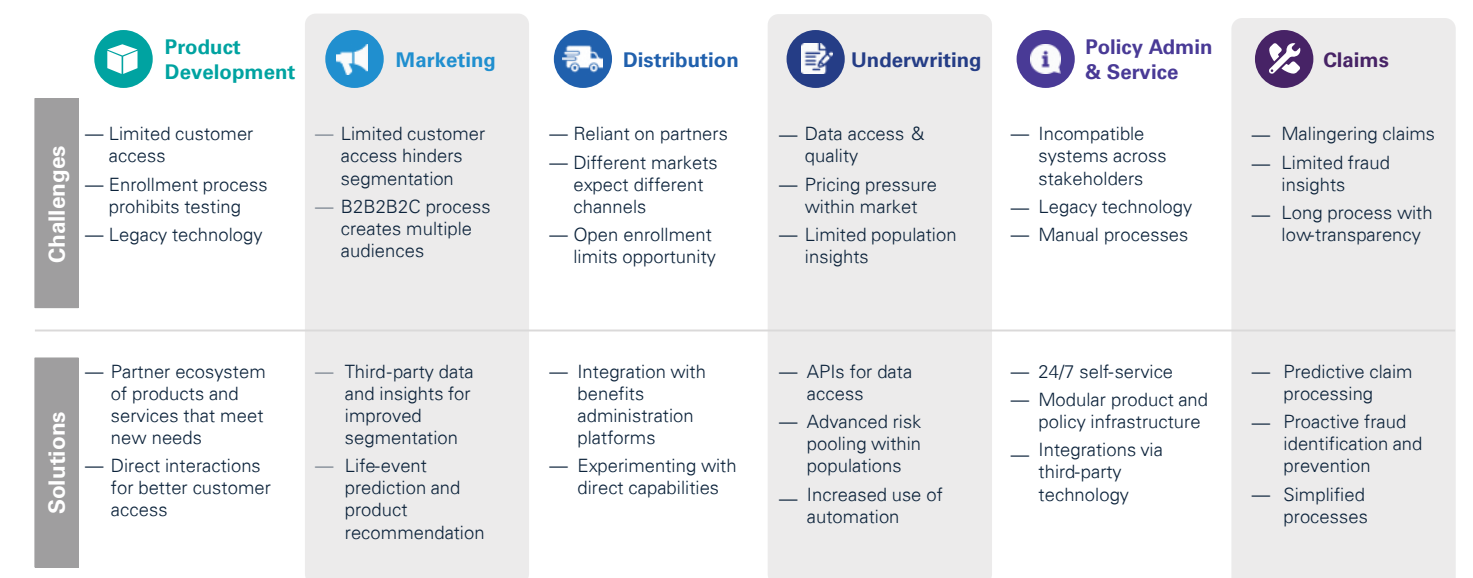 Product
Development
Marketing
Distribution
Underwriting
Policy Admin
& Service
Claims
Challenges
— Limited customer
access
— Enrollment process
prohibits testing
— Legacy technology
— Limited customer
access hinders
segmentation
— B2B2B2C process
creates multiple
audiences
— Reliant on partners
— Different markets
expect different
channels
— Open enrollment
limits opportunity
— Data access &
quality
— Pricing pressure
within market
— Limited population
insights
— Incompatible
systems across
stakeholders
— Legacy technology
— Manual processes
— Malingering claims
— Limited fraud
insights
— Long process with
low-transparency
Solutions
— Partner ecosystem
of products and
services that meet
new needs
— Direct interactions
for better customer
access
— Third-party data
and insights for
improved
segmentation
— Life-event
prediction and
product
recommendation
— Integration with
benefits
administration
platforms
— Experimenting with
direct capabilities
— APIs for data
access
— Advanced risk
pooling within
populations
— Increased use of
automation
— 24/7 self-service
— Modular product and
policy infrastructure
— Integrations via
third-party
technology
— Predictive claim
processing
— Proactive fraud
identification and
prevention
— Simplified
processes